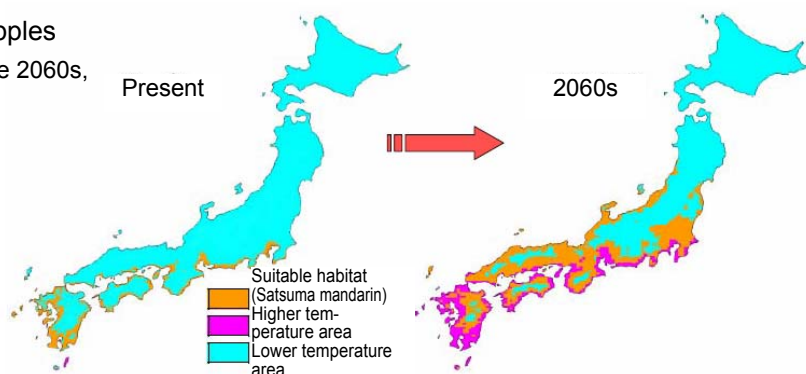 pples
e 2060s,
Present
2060s
Suitable habitat
(Satsuma mandarin)
Higher tem-
perature area
Lower temperature
area